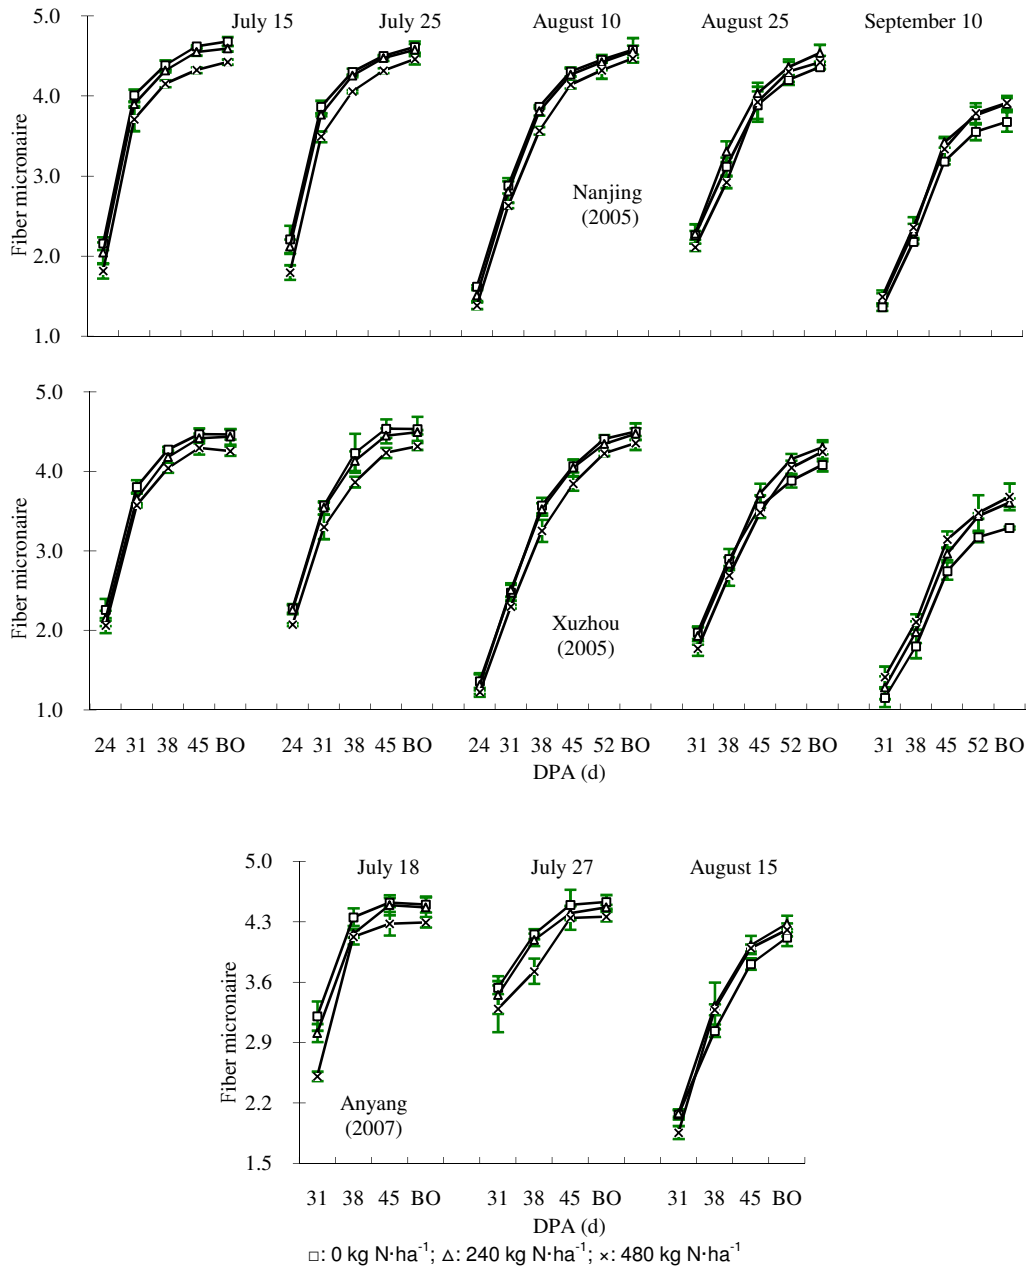 July 15 July 25 August 10 August 25 September 10
5.0
4.0
3.0
2.0
1.0
Fiber micronaire
Nanjing
(2005)
5.0
4.0
3.0
2.0
1.0
Fiber micronaire
Xuzhou
(2005)
24 31 38 45 BO 24 31 38 45 BO 24 31 38 45 52 BO 31 38 45 52 BO 31 38 45 52 BO
DPA (d)
July 18 July 27 August 15
5.0
4.3
3.6
2.9
2.2
1.5
Fiber micronaire
Anyang
(2007)
31 38 45 BO 31 38 45 BO 31 38 45 BO
DPA (d)
□: 0 kg N·ha⁻¹; △: 240 kg N·ha⁻¹; ×: 480 kg N·ha⁻¹